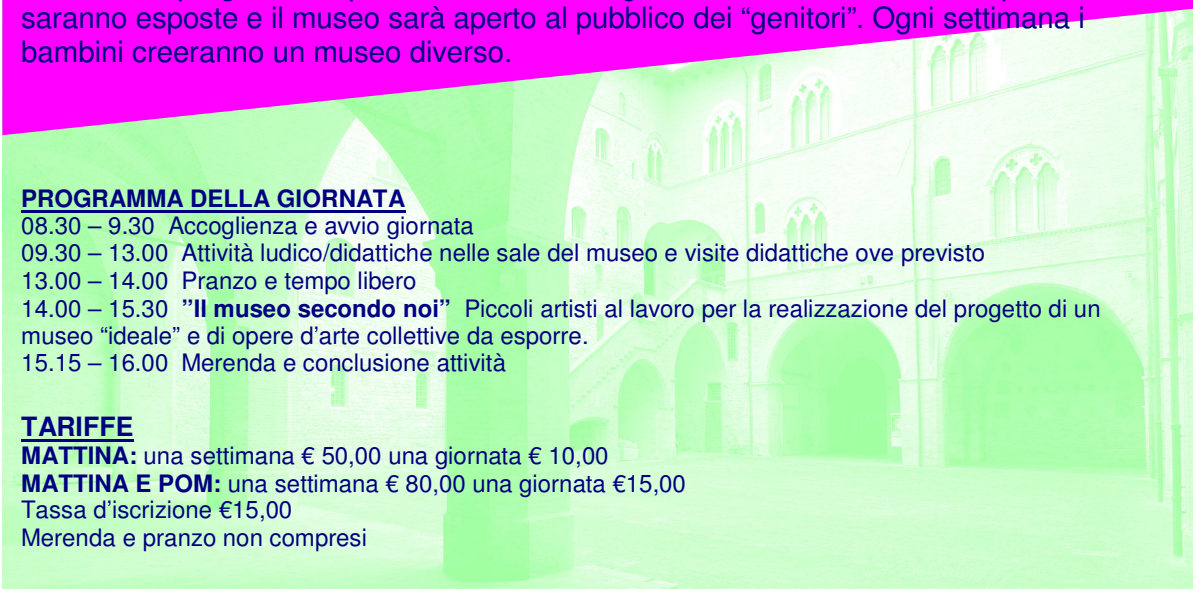 saranno esposte e il museo sarà aperto al pubblico dei “genitori”. Ogni settimana i
bambini creeranno un museo diverso.
PROGRAMMA DELLA GIORNATA
08.30 – 9.30 Accoglienza e avvio giornata
09.30 – 13.00 Attività ludico/didattiche nelle sale del museo e visite didattiche ove previsto
13.00 – 14.00 Pranzo e tempo libero
14.00 – 15.30 ”Il museo secondo noi” Piccoli artisti al lavoro per la realizzazione del progetto di un
museo “ideale” e di opere d’arte collettive da esporre.
15.15 – 16.00 Merenda e conclusione attività
TARIFFE
MATTINA: una settimana € 50,00 una giornata € 10,00
MATTINA E POM: una settimana € 80,00 una giornata €15,00
Tassa d’iscrizione €15,00
Merenda e pranzo non compresi